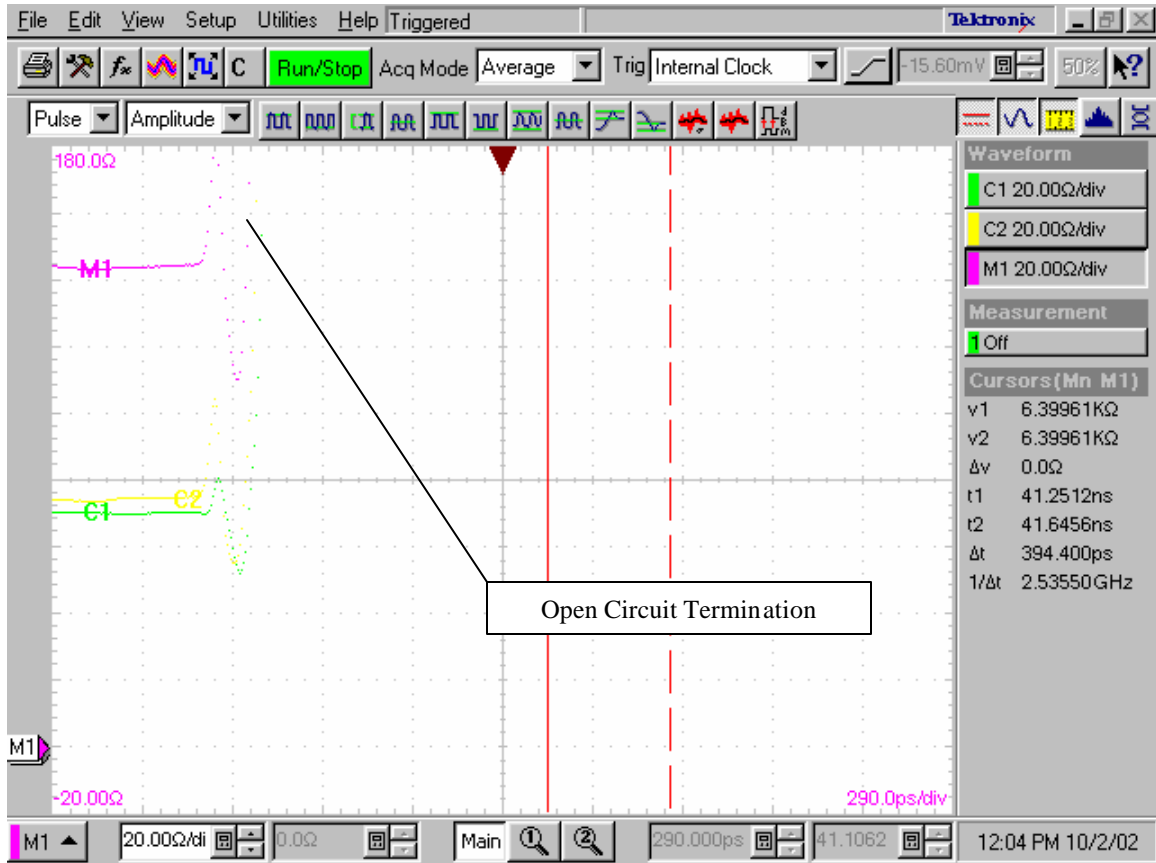 File Edit View Setup Utilities Help Triggered Tektronix
C Run/Stop Acq Mode Average Trig Internal Clock -15.60mV 50% ?
Pulse Amplitude
180.0Ω
M1
C2
C1
Open Circuit Termination
M1
-20.00Ω 290.0ps/div
Waveform
C1 20.00Ω/div
C2 20.00Ω/div
M1 20.00Ω/div
Measurement
1 Off
Cursors(Mn M1)
v1 6.39961KΩ
v2 6.39961KΩ
Δv 0.0Ω
t1 41.2512ns
t2 41.6456ns
Δt 394.400ps
1/Δt 2.53550GHz
M1 20.00Ω/di 0.0Ω Main 1 2 290.000ps 41.1062 12:04 PM 10/2/02